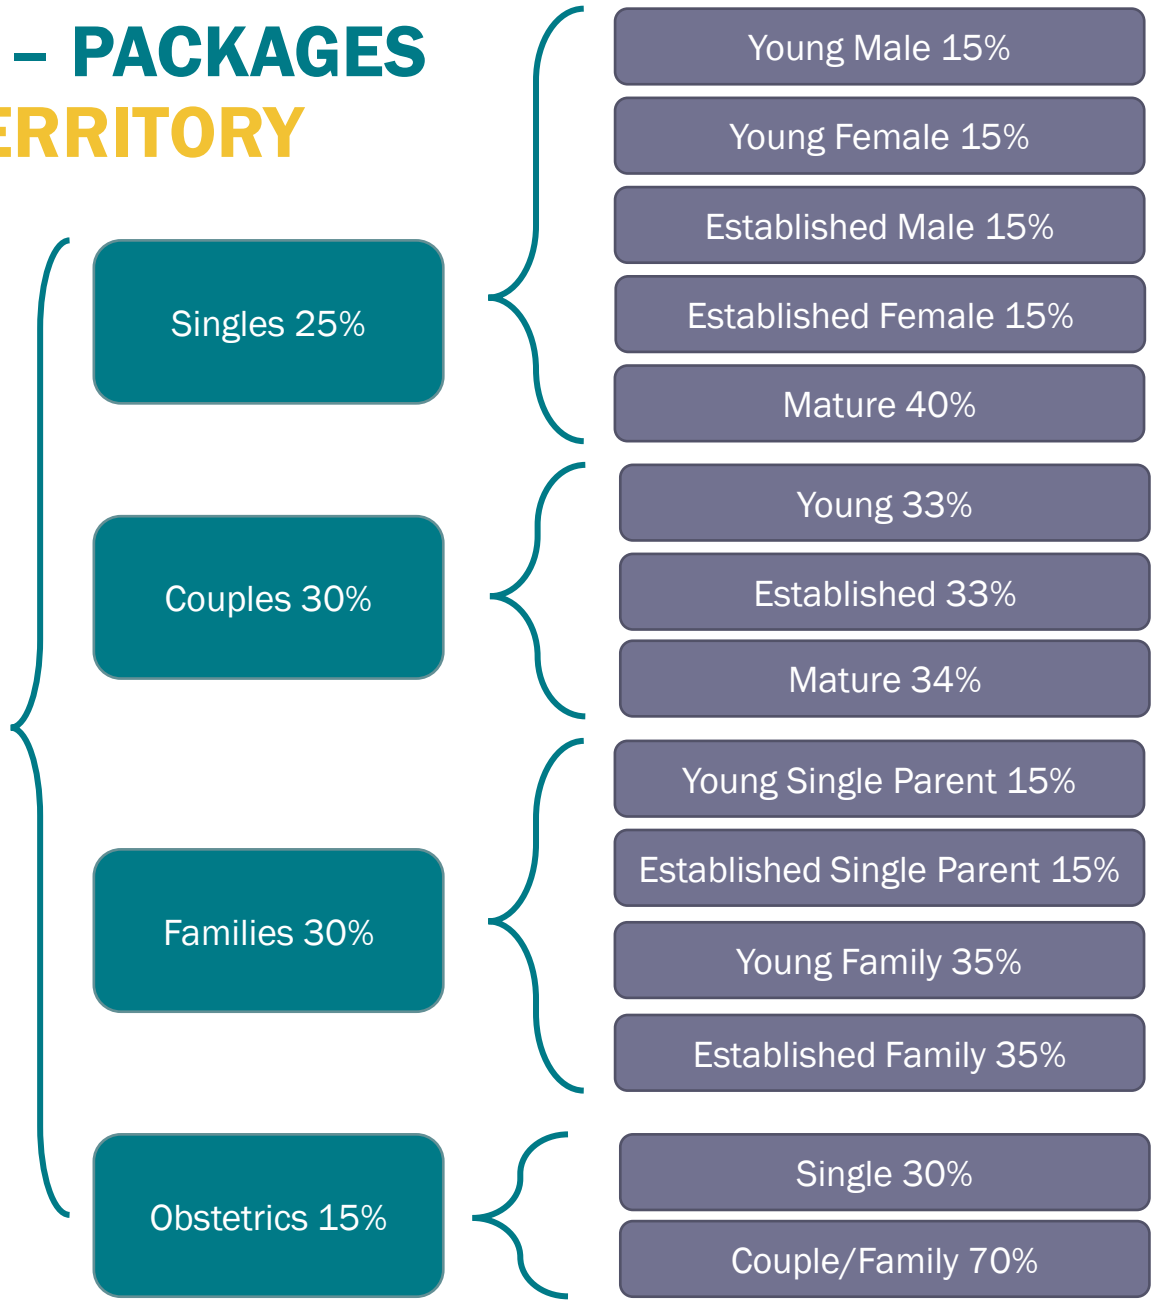 – PACKAGES
ERRITORY
Singles 25%
Young Male 15%
Young Female 15%
Established Male 15%
Established Female 15%
Mature 40%
Couples 30%
Young 33%
Established 33%
Mature 34%
Families 30%
Young Single Parent 15%
Established Single Parent 15%
Young Family 35%
Established Family 35%
Obstetrics 15%
Single 30%
Couple/Family 70%